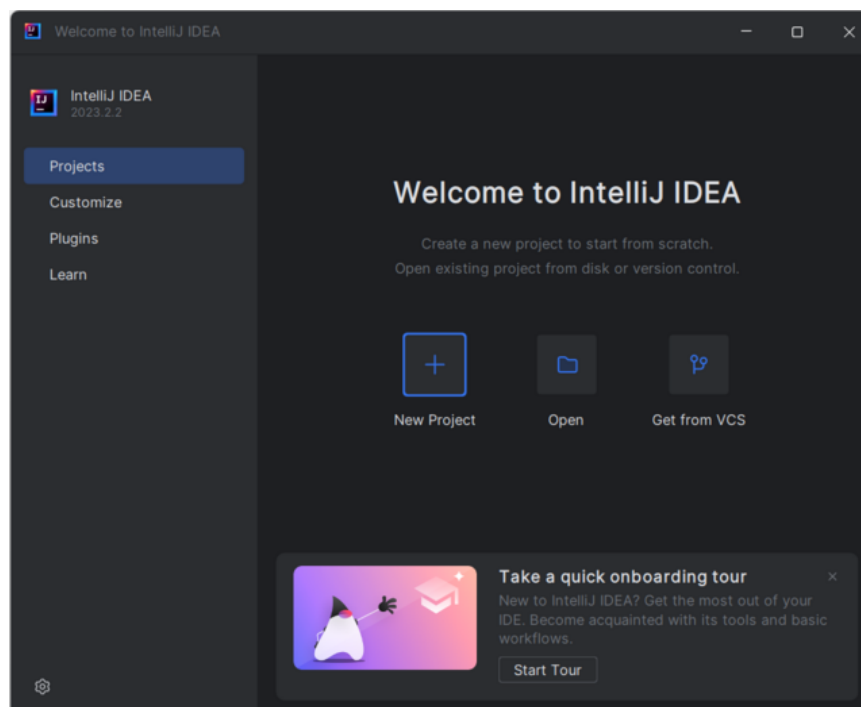 Welcome to IntelliJ IDEA
IJ
IntelliJ IDEA
2023.2.2
Projects
Customize
Plugins
Learn
Welcome to IntelliJ IDEA
Create a new project to start from scratch.
Open existing project from disk or version control.
New Project
Open
Get from VCS
Take a quick onboarding tour
New to IntelliJ IDEA? Get the most out of your
IDE. Become acquainted with its tools and basic
workflows.
Start Tour